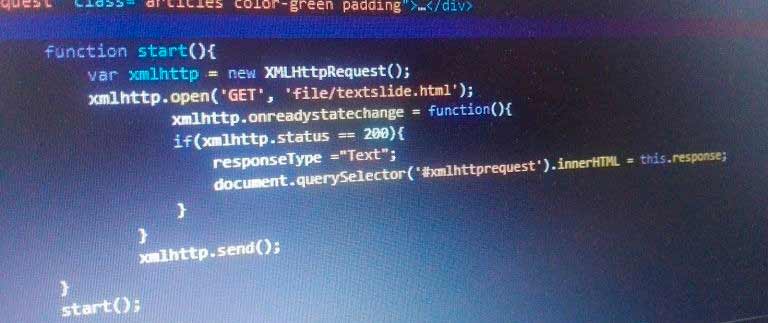 quest" class="articles color-green padding">…</div>
function start(){
var xmlhttp = new XMLHttpRequest();
xmlhttp.open('GET', 'file/textslide.html');
xmlhttp.onreadystatechange = function(){
if(xmlhttp.status == 200){
responseType ="Text";
document.querySelector('#xmlhttprequest').innerHTML = this.response;
}
}
xmlhttp.send();
}
start();